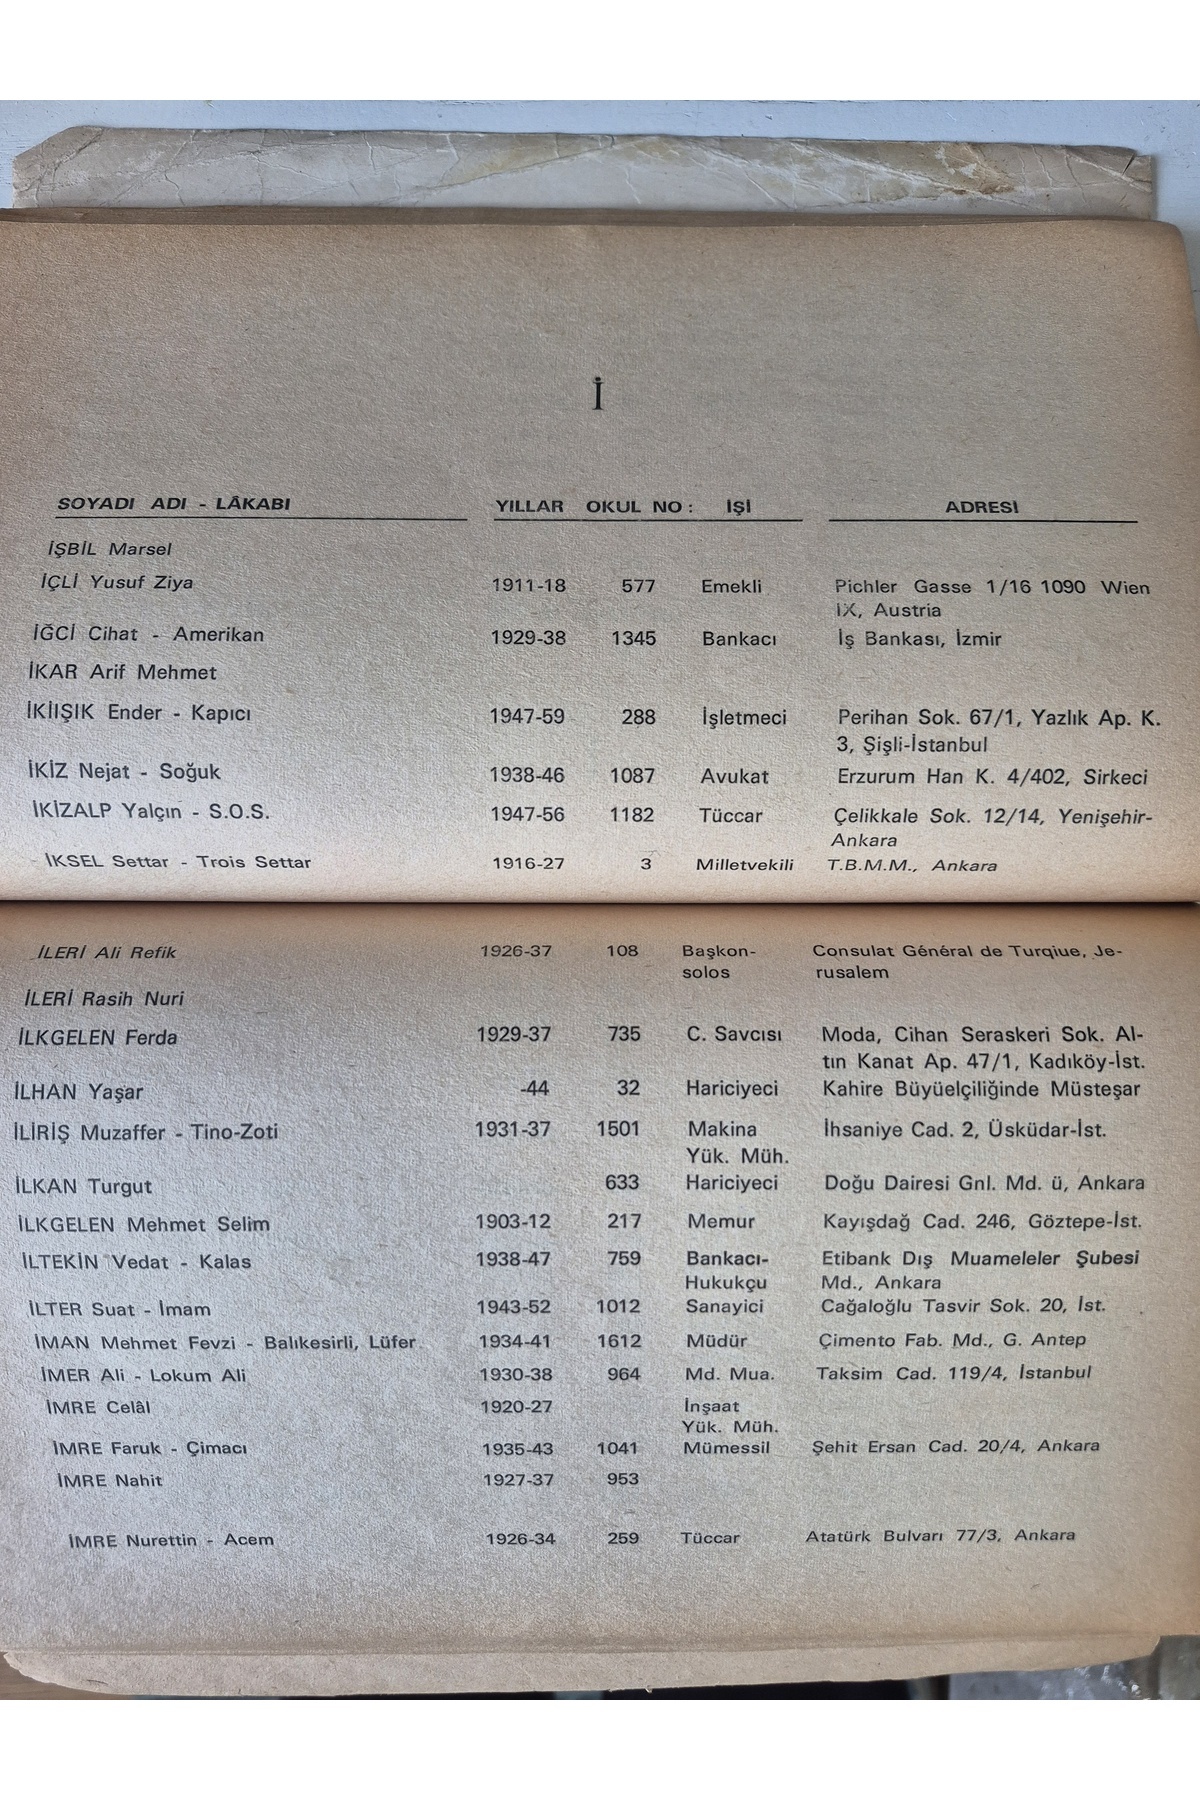 İ
SOYADI ADI - LÂKABI YILLAR OKUL NO : İŞİ ADRESİ
İŞBİL Marsel
İÇLİ Yusuf Ziya 1911-18 577 Emekli Pichler Gasse 1/16 1090 Wien
IX, Austria
İĞCİ Cihat - Amerikan 1929-38 1345 Bankacı İş Bankası, İzmir
İKAR Arif Mehmet
İKİIŞIK Ender - Kapıcı 1947-59 288 İşletmeci Perihan Sok. 67/1, Yazlık Ap. K.
3, Şişli-İstanbul
İKİZ Nejat - Soğuk 1938-46 1087 Avukat Erzurum Han K. 4/402, Sirkeci
İKİZALP Yalçın - S.O.S. 1947-56 1182 Tüccar Çelikkale Sok. 12/14, Yenişehir-
Ankara
İKSEL Settar - Trois Settar 1916-27 3 Milletvekili T.B.M.M., Ankara
İLERİ Ali Refik 1926-37 108 Başkon- Consulat Général de Turqiue, Je-
solos rusalem
İLERİ Rasih Nuri
İLKGELEN Ferda 1929-37 735 C. Savcısı Moda, Cihan Seraskeri Sok. Al-
tın Kanat Ap. 47/1, Kadıköy-İst.
İLHAN Yaşar -44 32 Hariciyeci Kahire Büyüelçiliğinde Müsteşar
İLİRİŞ Muzaffer - Tino-Zoti 1931-37 1501 Makina İhsaniye Cad. 2, Üsküdar-İst.
Yük. Müh.
İLKAN Turgut 633 Hariciyeci Doğu Dairesi Gnl. Md. ü, Ankara
İLKGELEN Mehmet Selim 1903-12 217 Memur Kayışdağ Cad. 246, Göztepe-İst.
İLTEKİN Vedat - Kalas 1938-47 759 Bankacı- Etibank Dış Muameleler Şubesi
Hukukçu Md., Ankara
İLTER Suat - İmam 1943-52 1012 Sanayici Cağaloğlu Tasvir Sok. 20, İst.
İMAN Mehmet Fevzi - Balıkesirli, Lüfer 1934-41 1612 Müdür Çimento Fab. Md., G. Antep
İMER Ali - Lokum Ali 1930-38 964 Md. Mua. Taksim Cad. 119/4, İstanbul
İMRE Celâl 1920-27 İnşaat
Yük. Müh.
İMRE Faruk - Çimacı 1935-43 1041 Mümessil Şehit Ersan Cad. 20/4, Ankara
İMRE Nahit 1927-37 953
İMRE Nurettin - Acem 1926-34 259 Tüccar Atatürk Bulvarı 77/3, Ankara